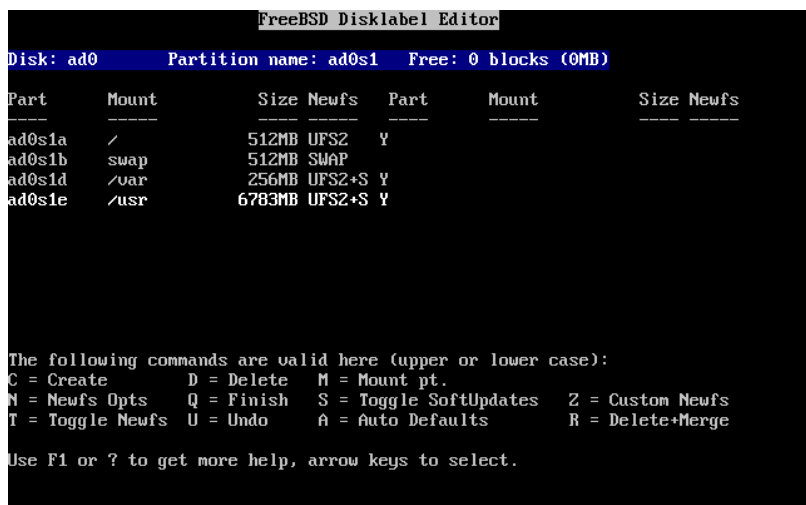 FreeBSD Disklabel Editor
Disk: ad0 Partition name: ad0s1 Free: 0 blocks (0MB)
Part Mount Size Newfs Part Mount Size Newfs
---- ----- ---- ----- ---- ----- ---- -----
ad0s1a / 512MB UFS2 Y
ad0s1b swap 512MB SWAP
ad0s1d /var 256MB UFS2+S Y
ad0s1e /usr 6783MB UFS2+S Y
The following commands are valid here (upper or lower case):
C = Create D = Delete M = Mount pt.
N = Newfs Opts Q = Finish S = Toggle SoftUpdates Z = Custom Newfs
T = Toggle Newfs U = Undo A = Auto Defaults R = Delete+Merge
Use F1 or ? to get more help, arrow keys to select.